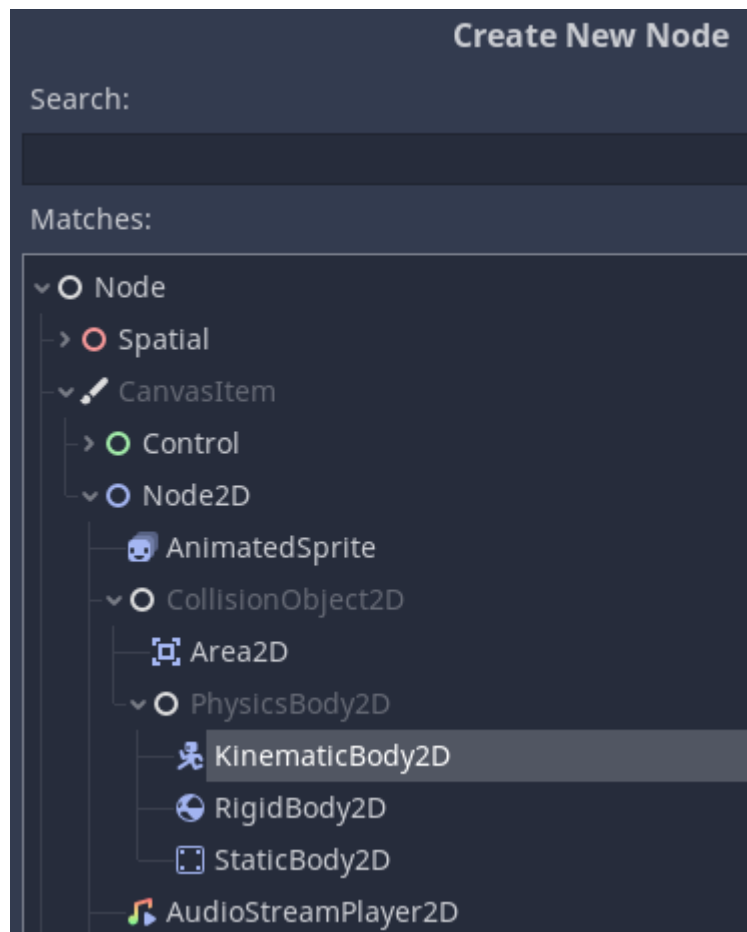 Create New Node
Search:
Matches:
Node
Spatial
CanvasItem
Control
Node2D
AnimatedSprite
CollisionObject2D
Area2D
PhysicsBody2D
KinematicBody2D
RigidBody2D
StaticBody2D
AudioStreamPlayer2D